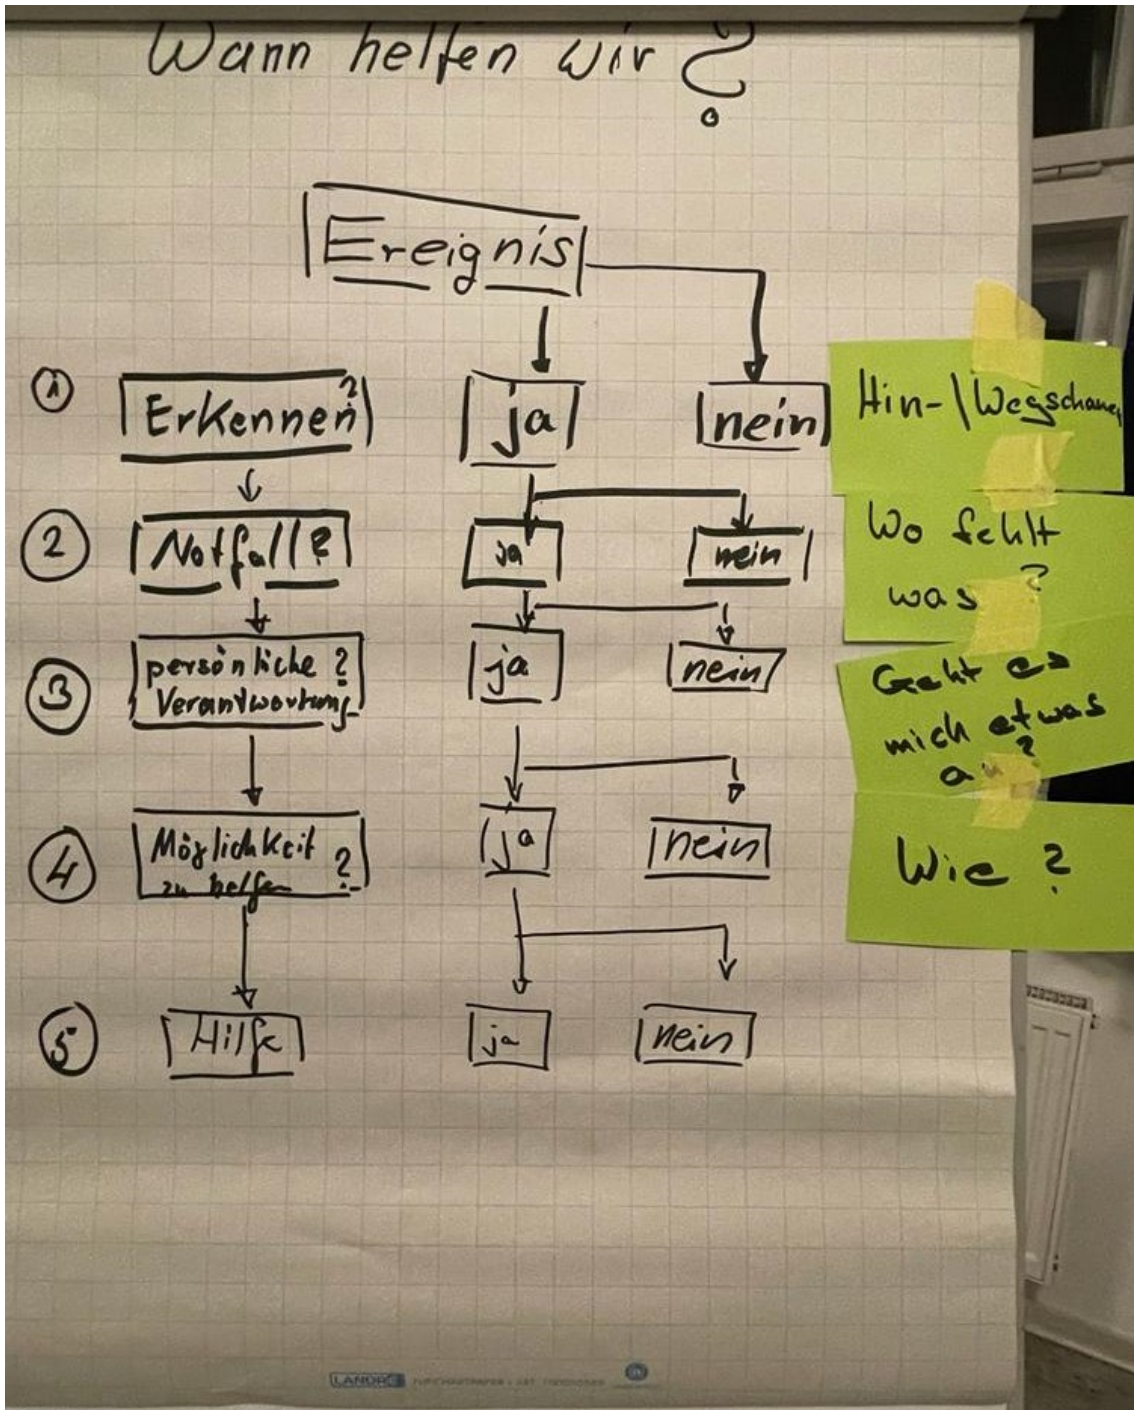 Wann helfen wir?
Ereignis
① Erkennen? ja nein Hin-/Wegschauen
② Notfall? ja nein Wo fehlt
was?
③ persönliche? ja nein Geht es
Verantwortung mich etwas
an?
④ Möglichkeit ja nein Wie?
zu helfen?
⑤ Hilfe ja nein
LANDRÉ